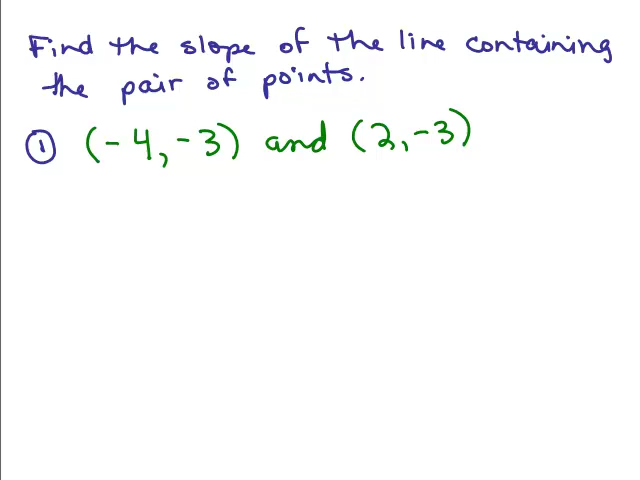 Find the slope of the line containing
the pair of points.
① (-4, -3) and (2, -3)